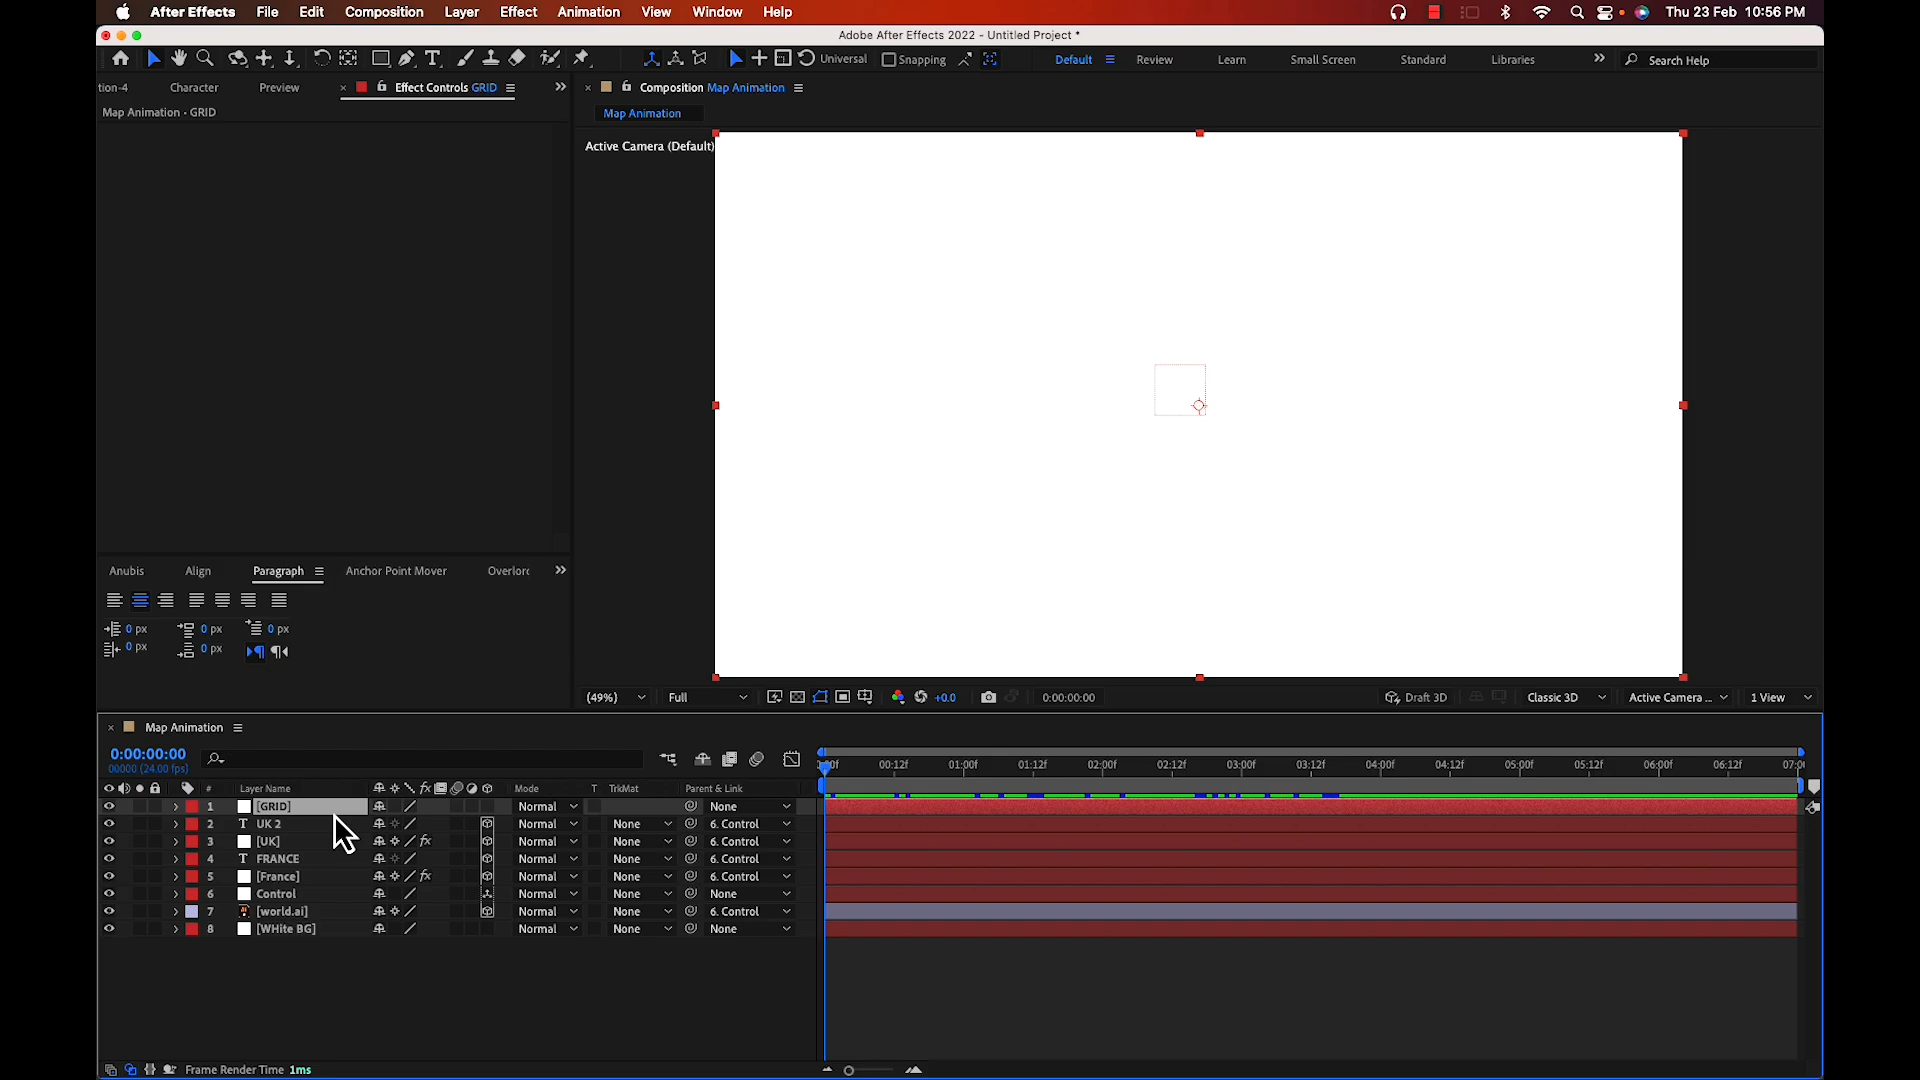 After Effects File Edit Composition Layer Effect Animation View Window Help Thu 23 Feb 10:56 PM
Adobe After Effects 2022 - Untitled Project *
Universal Snapping Default Review Learn Small Screen Standard Libraries Search Help
tion-4 Character Preview Effect Controls GRID Composition Map Animation
Map Animation • GRID
Map Animation
Active Camera (Default)
Anubis Align Paragraph Anchor Point Mover Overlorc
0 px 0 px 0 px
0 px 0 px
(49%) Full +0.0 0:00:00:00 Draft 3D Classic 3D Active Camera ... 1 View
Map Animation
0:00:00:00
00000 (24.00 fps)
00f 00:12f 01:00f 01:12f 02:00f 02:12f 03:00f 03:12f 04:00f 04:12f 05:00f 05:12f 06:00f 06:12f 07:0
# Layer Name fx Mode T TrkMat Parent & Link
1 [GRID] Normal None
2 T UK 2 Normal None 6. Control
3 [UK] fx Normal None 6. Control
4 T FRANCE Normal None 6. Control
5 [France] fx Normal None 6. Control
6 Control Normal None None
7 [world.ai] Normal None 6. Control
8 [WHite BG] Normal None None
Frame Render Time 1ms